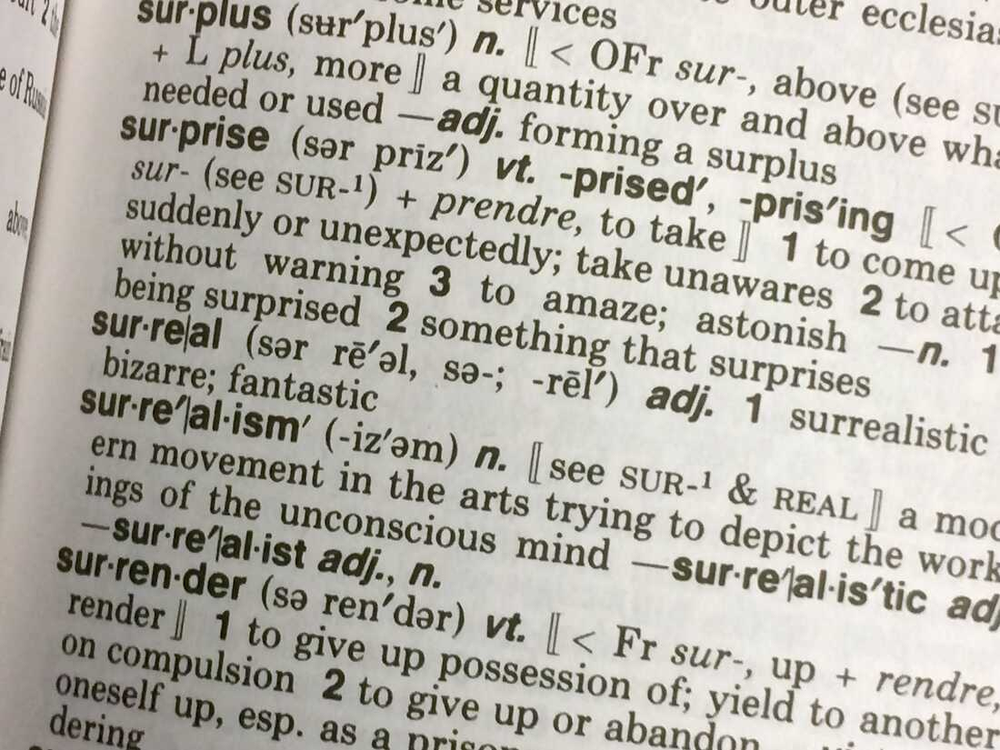 services outer ecclesia
sur·plus (sʉr′plus′) n. ⟦< OFr sur-, above (see su
+ L plus, more⟧ a quantity over and above wha
needed or used —adj. forming a surplus
sur·prise (sər prīz′) vt. -prised′, -pris′ing ⟦<
sur- (see SUR-¹) + prendre, to take⟧ 1 to come up
suddenly or unexpectedly; take unawares 2 to atta
without warning 3 to amaze; astonish —n. 1
being surprised 2 something that surprises
sur·re|al (sər rē′əl, sə-; -rēl′) adj. 1 surrealistic
bizarre; fantastic
sur·re′|al·ism′ (-iz′əm) n. ⟦see SUR-¹ & REAL⟧ a mod
ern movement in the arts trying to depict the work
ings of the unconscious mind —sur·re′|al·is′tic adj
—sur·re′|al·ist adj., n.
sur·ren·der (sə ren′dər) vt. ⟦< Fr sur-, up + rendre,
render⟧ 1 to give up possession of; yield to another
on compulsion 2 to give up or abandon
oneself up, esp. as a prison
dering
e of Russia
above,